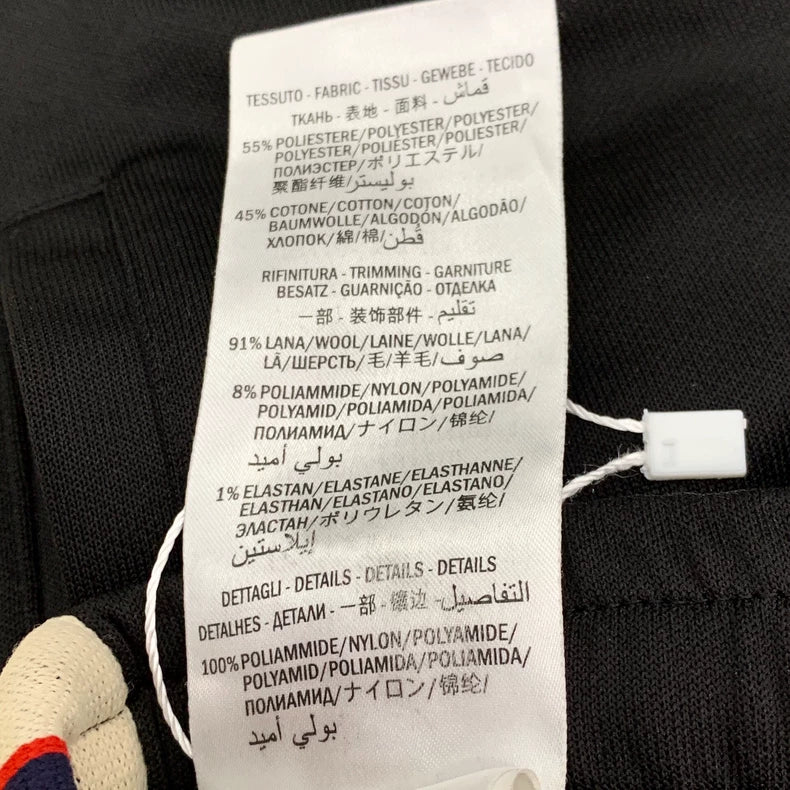 TESSUTO - FABRIC - TISSU - GEWEBE - TECIDO
ТКАНЬ - 表地 - 面料 - قماش
55% POLIESTERE/POLYESTER/POLYESTER/
POLYESTER/POLIÉSTER/POLIÉSTER/
ПОЛИЭСТЕР/ポリエステル/
聚酯纤维/بوليستر
45% COTONE/COTTON/COTON/
BAUMWOLLE/ALGODÓN/ALGODÃO/
ХЛОПОК/綿/棉/قُطن
RIFINITURA - TRIMMING - GARNITURE
BESATZ - GUARNIÇÃO - ОТДЕЛКА
一部 - 装饰部件 - تقليم
91% LANA/WOOL/LAINE/WOLLE/LANA/
LÃ/ШЕРСТЬ/毛/羊毛/صوف
8% POLIAMMIDE/NYLON/POLYAMIDE/
POLYAMID/POLIAMIDA/POLIAMIDA/
ПОЛИАМИД/ナイロン/锦纶/
بولي أميد
1% ELASTAN/ELASTANE/ELASTHANNE/
ELASTHAN/ELASTANO/ELASTANO/
ЭЛАСТАН/ポリウレタン/氨纶/
إيلاستين
DETTAGLI - DETAILS - DETAILS - DETAILS
DETALHES - ДЕТАЛИ - 一部 - 镶边 - التفاصيل
100% POLIAMMIDE/NYLON/POLYAMIDE/
POLYAMID/POLIAMIDA/POLIAMIDA/
ПОЛИАМИД/ナイロン/锦纶/
بولي أميد